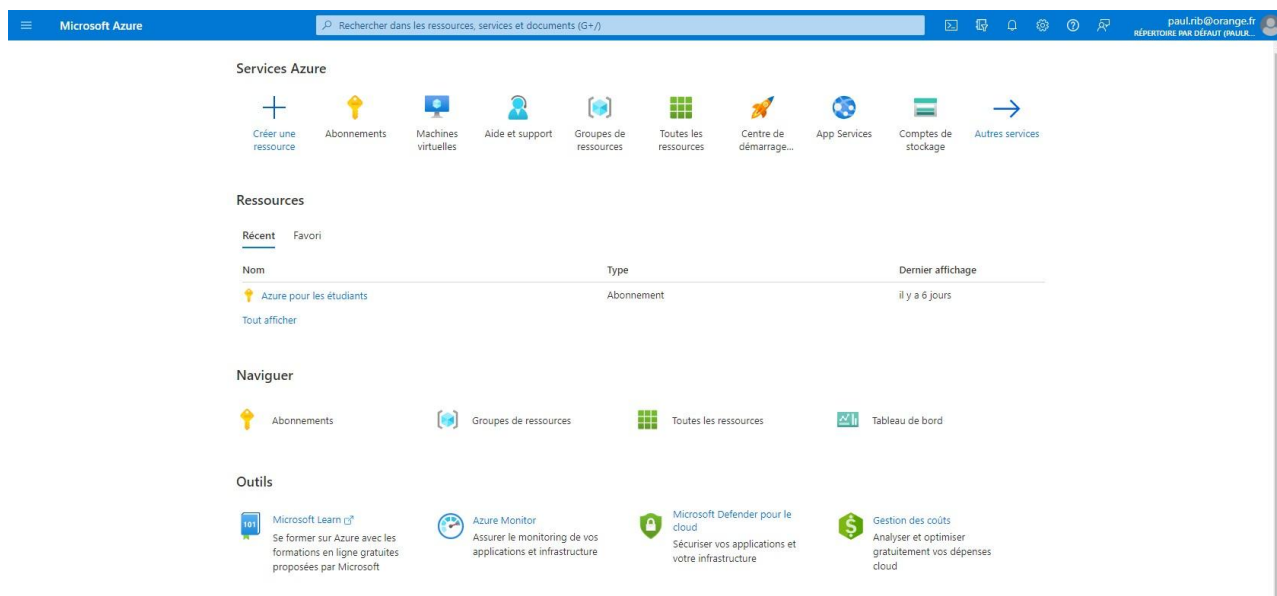 Microsoft Azure
Rechercher dans les ressources, services et documents (G+/)
paul.rib@orange.fr
RÉPERTOIRE PAR DÉFAUT (PAULR...
Services Azure
Créer une
ressource
Abonnements
Machines
virtuelles
Aide et support
Groupes de
ressources
Toutes les
ressources
Centre de
démarrage...
App Services
Comptes de
stockage
Autres services
Ressources
Récent Favori
Nom Type Dernier affichage
Azure pour les étudiants Abonnement il y a 6 jours
Tout afficher
Naviguer
Abonnements Groupes de ressources Toutes les ressources Tableau de bord
Outils
101
Microsoft Learn
Se former sur Azure avec les
formations en ligne gratuites
proposées par Microsoft
Azure Monitor
Assurer le monitoring de vos
applications et infrastructure
Microsoft Defender pour le
cloud
Sécuriser vos applications et
votre infrastructure
Gestion des coûts
Analyser et optimiser
gratuitement vos dépenses
cloud